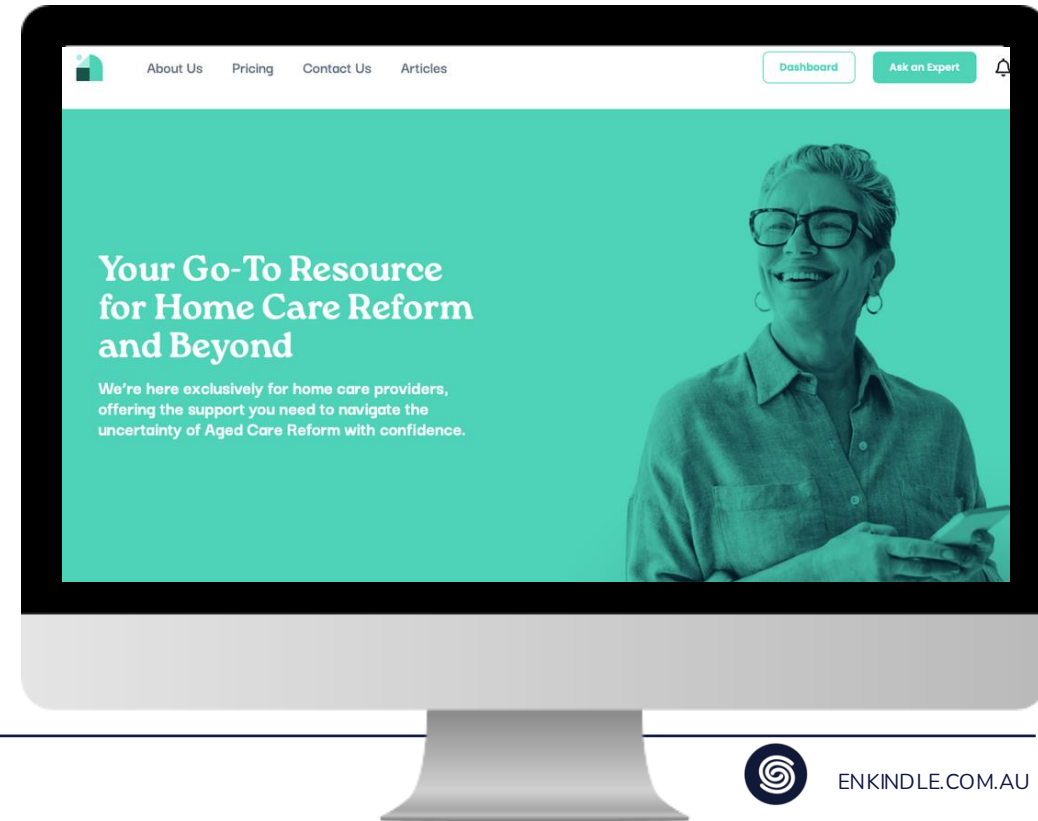 About Us Pricing Contact Us Articles Dashboard Ask an Expert
Your Go-To Resource
for Home Care Reform
and Beyond
We're here exclusively for home care providers,
offering the support you need to navigate the
uncertainty of Aged Care Reform with confidence.
ENKINDLE.COM.AU